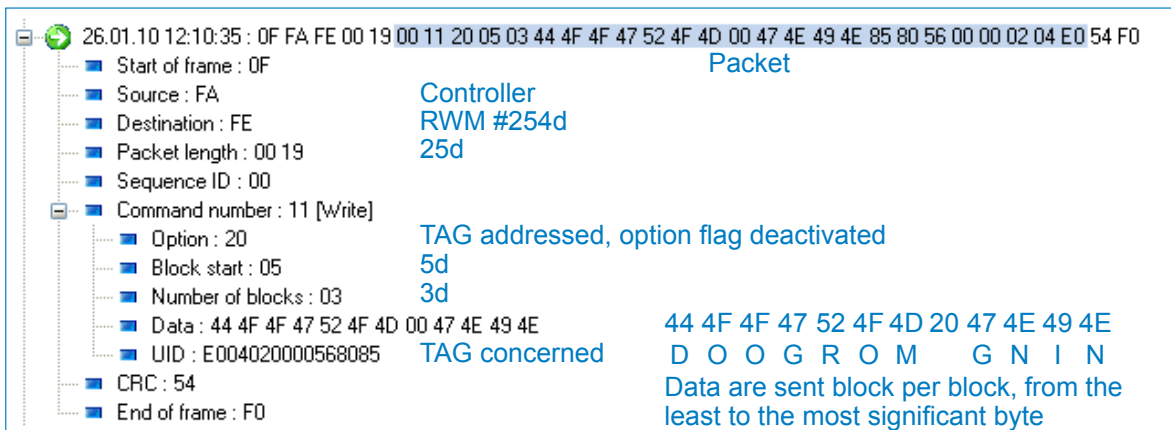 26.01.10 12:10:35 : 0F FA FE 00 19 00 11 20 05 03 44 4F 4F 47 52 4F 4D 00 47 4E 49 4E 85 80 56 00 00 02 04 E0 54 F0
Packet
Start of frame : 0F
Source : FA Controller
Destination : FE RWM #254d
Packet length : 00 19 25d
Sequence ID : 00
Command number : 11 [Write]
Option : 20 TAG addressed, option flag deactivated
Block start : 05 5d
Number of blocks : 03 3d
Data : 44 4F 4F 47 52 4F 4D 00 47 4E 49 4E 44 4F 4F 47 52 4F 4D 20 47 4E 49 4E
UID : E004020000568085 TAG concerned D O O G R O M G N I N
CRC : 54 Data are sent block per block, from the
End of frame : F0 least to the most significant byte